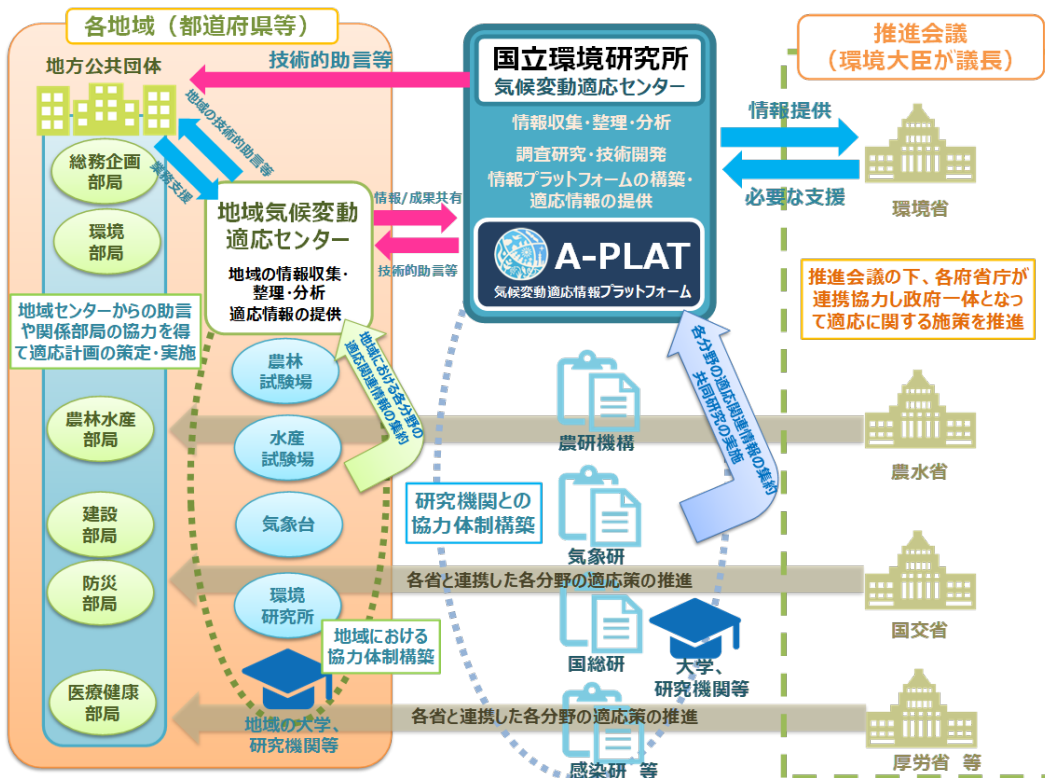 各地域（都道府県等）
地方公共団体
総務企画
部局
環境
部局
地域センターからの助言
や関係部局の協力を得
て適応計画の策定・実施
農林水産
部局
建設
部局
防災
部局
医療健康
部局
技術的助言等
地域の技術的助言等
業務支援
地域気候変動
適応センター
地域の情報収集・
整理・分析
適応情報の提供
情報/成果共有
技術的助言等
地域における各分野の
適応関連情報の集約
農林
試験場
水産
試験場
気象台
環境
研究所
地域における
協力体制構築
地域の大学、
研究機関等
国立環境研究所
気候変動適応センター
情報収集・整理・分析
調査研究・技術開発
情報プラットフォームの構築・
適応情報の提供
A-PLAT
気候変動適応情報プラットフォーム
各分野の適応関連情報の集約
共同研究の実施
農研機構
研究機関との
協力体制構築
気象研
各省と連携した各分野の適応策の推進
国総研
大学、
研究機関等
各省と連携した各分野の適応策の推進
感染研 等
情報提供
必要な支援
推進会議
（環境大臣が議長）
環境省
推進会議の下、各府省庁が
連携協力し政府一体となっ
て適応に関する施策を推進
農水省
国交省
厚労省 等